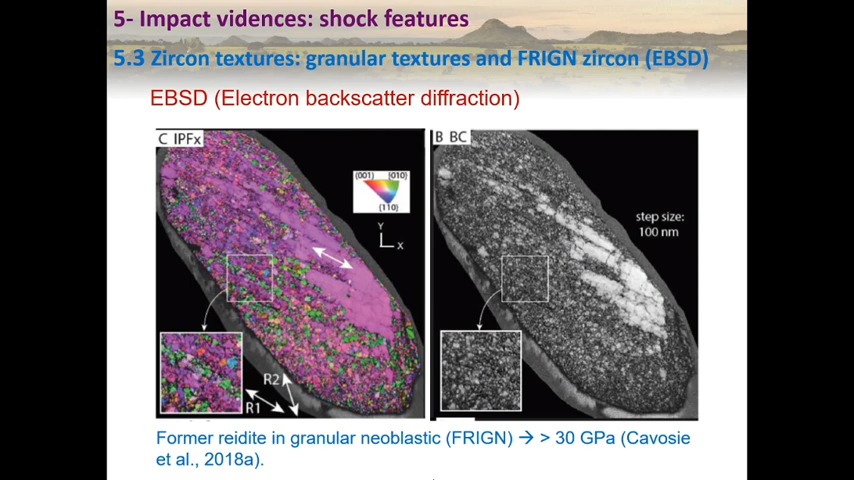 5- Impact vidences: shock features
5.3 Zircon textures: granular textures and FRIGN zircon (EBSD)
EBSD (Electron backscatter diffraction)
C IPFx
(001) (010)
{110}
Y
X
R2
R1
B BC
step size:
100 nm
Former reidite in granular neoblastic (FRIGN) → > 30 GPa (Cavosie
et al., 2018a).